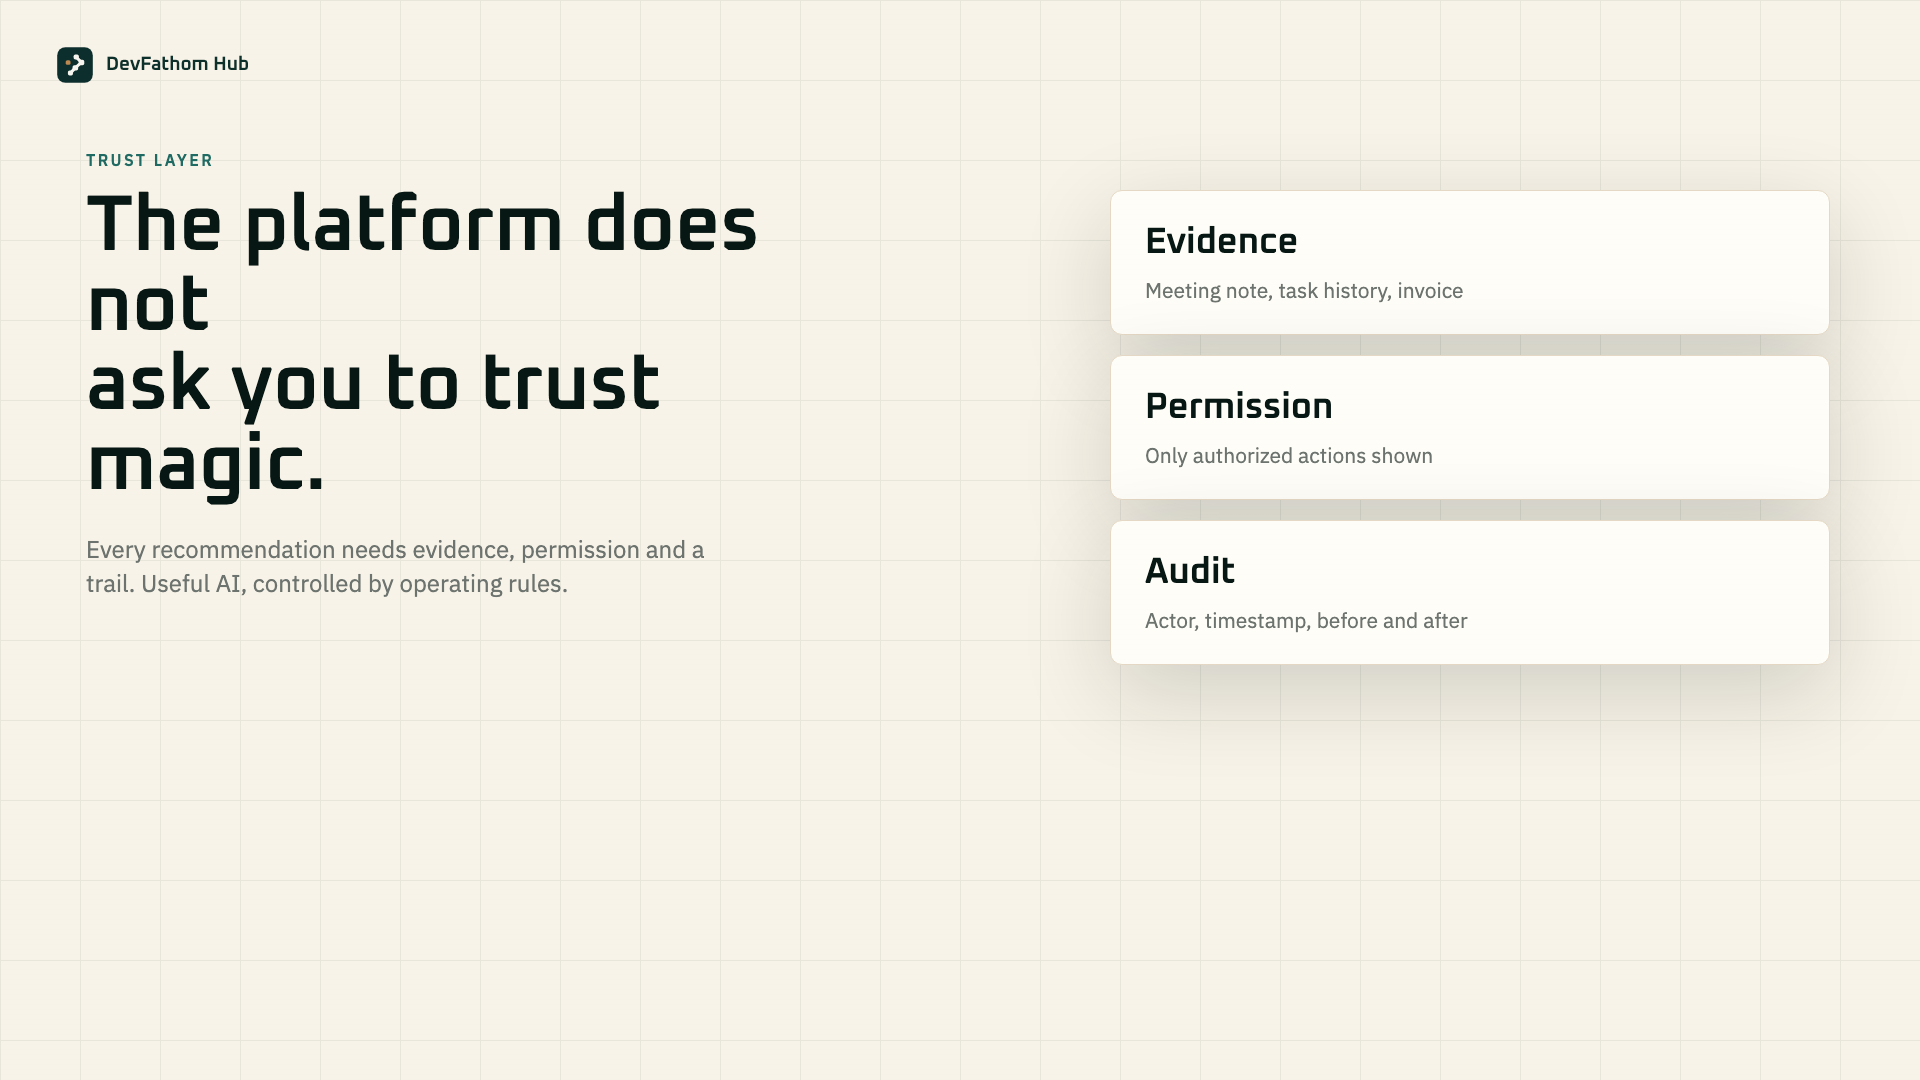 DevFathom Hub
TRUST LAYER
The platform does
not
ask you to trust
magic.
Every recommendation needs evidence, permission and a
trail. Useful AI, controlled by operating rules.
Evidence
Meeting note, task history, invoice
Permission
Only authorized actions shown
Audit
Actor, timestamp, before and after